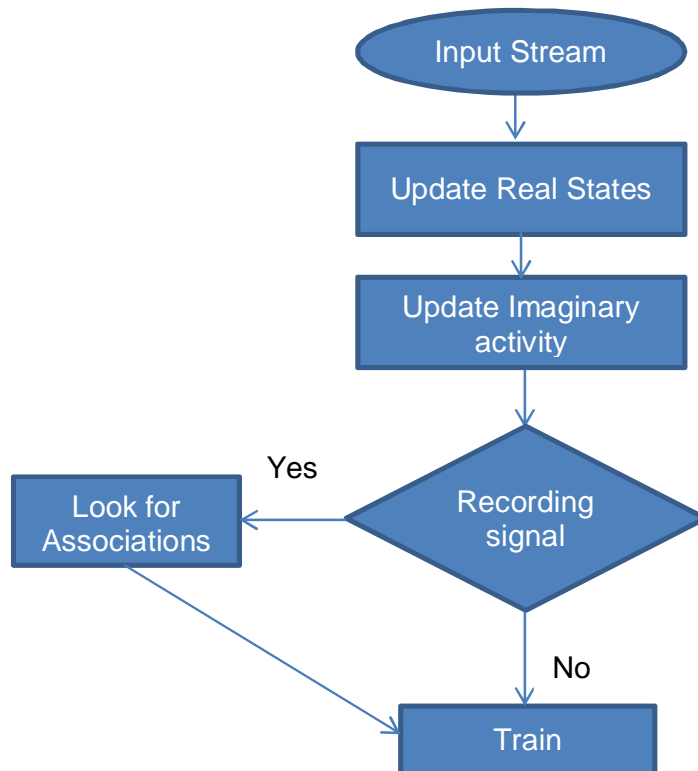 Input Stream
Update Real States
Update Imaginary
activity
Yes
Recording
signal
Look for
Associations
No
Train